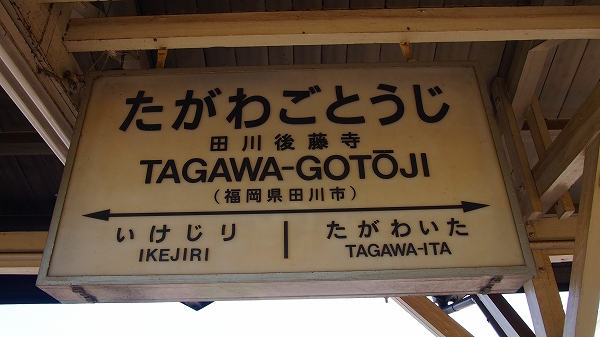 たがわごとうじ
田川後藤寺
TAGAWA-GOTŌJI
(福岡県田川市)
いけじり たがわいた
IKEJIRI TAGAWA-ITA